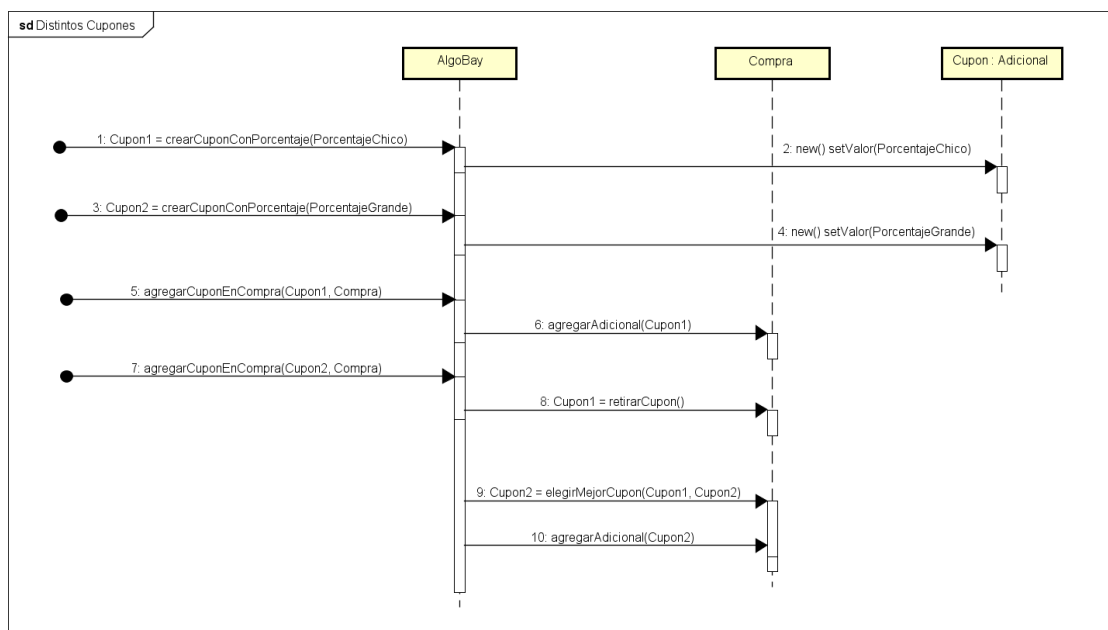 sd Distintos Cupones
AlgoBay
Compra
Cupon : Adicional
1: Cupon1 = crearCuponConPorcentaje(PorcentajeChico)
2: new() setValor(PorcentajeChico)
3: Cupon2 = crearCuponConPorcentaje(PorcentajeGrande)
4: new() setValor(PorcentajeGrande)
5: agregarCuponEnCompra(Cupon1, Compra)
6: agregarAdicional(Cupon1)
7: agregarCuponEnCompra(Cupon2, Compra)
8: Cupon1 = retirarCupon()
9: Cupon2 = elegirMejorCupon(Cupon1, Cupon2)
10: agregarAdicional(Cupon2)